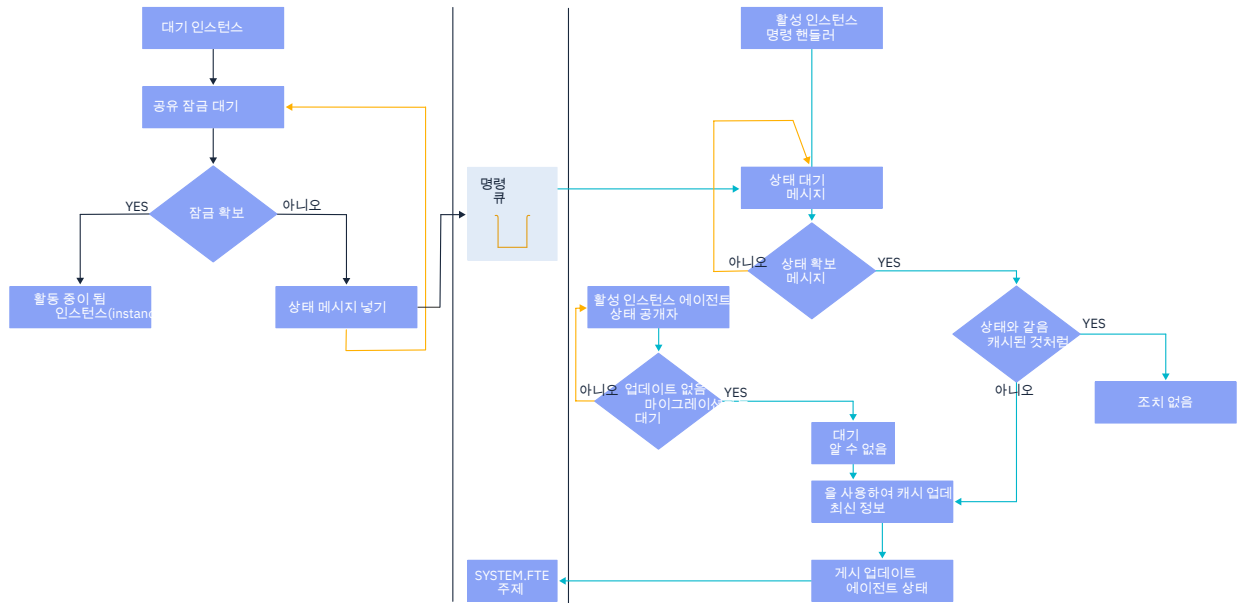 대기 인스턴스
공유 잠금 대기
잠금 확보
YES
아니오
활동 중이 됨
인스턴스(instanc
상태 메시지 넣기
명령
큐
SYSTEM.FTE
주제
활성 인스턴스
명령 핸들러
상태 대기
메시지
상태 확보
메시지
아니오
YES
활성 인스턴스 에이전트
상태 공개자
업데이트 없음
마이그레이션
대기
아니오
YES
상태와 같음
캐시된 것처럼
YES
아니오
조치 없음
대기
알 수 없음
을 사용하여 캐시 업데
최신 정보
게시 업데이트
에이전트 상태